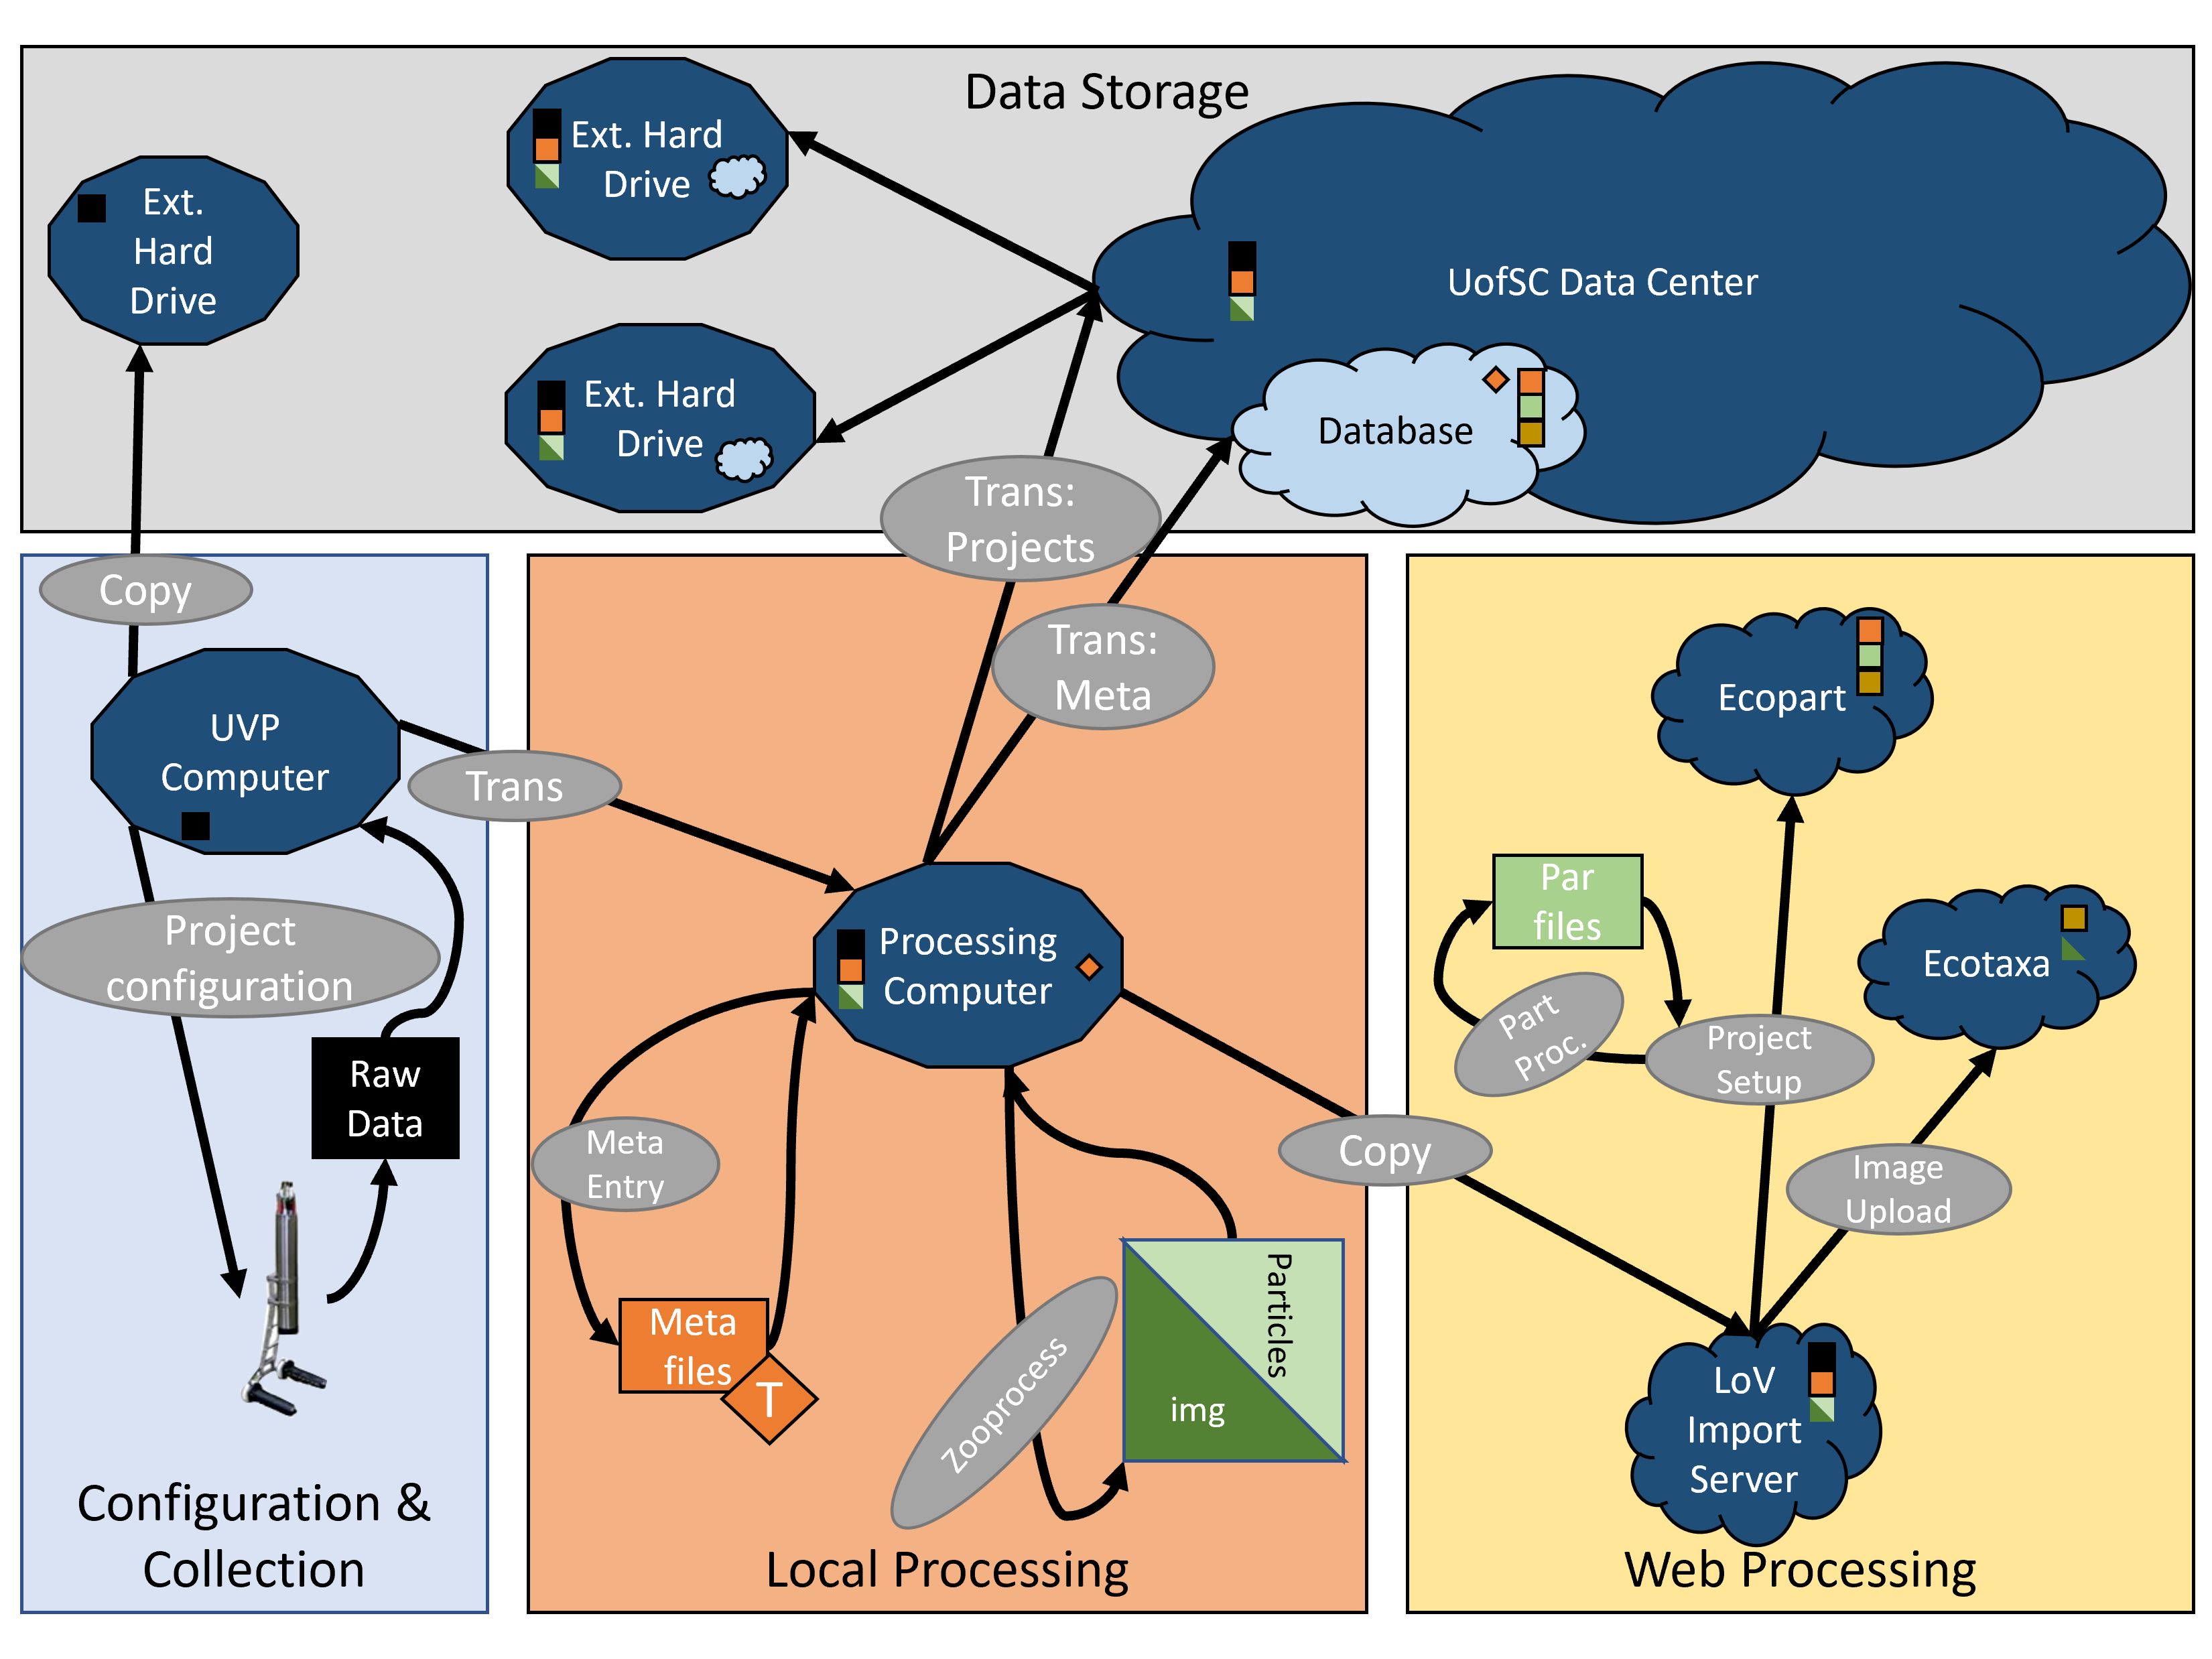 Data Storage
Ext. Hard
Drive
Ext.
Hard
Drive
UofSC Data Center
Ext. Hard
Drive
Database
Trans:
Projects
Copy
Trans:
Meta
UVP
Computer
Trans
Project
configuration
Raw
Data
Configuration &
Collection
Processing
Computer
Meta
Entry
Meta
files
T
Zooprocess
Particles
img
Local Processing
Copy
Ecopart
Par
files
Ecotaxa
Part
Proc.
Project
Setup
Image
Upload
LoV
Import
Server
Web Processing